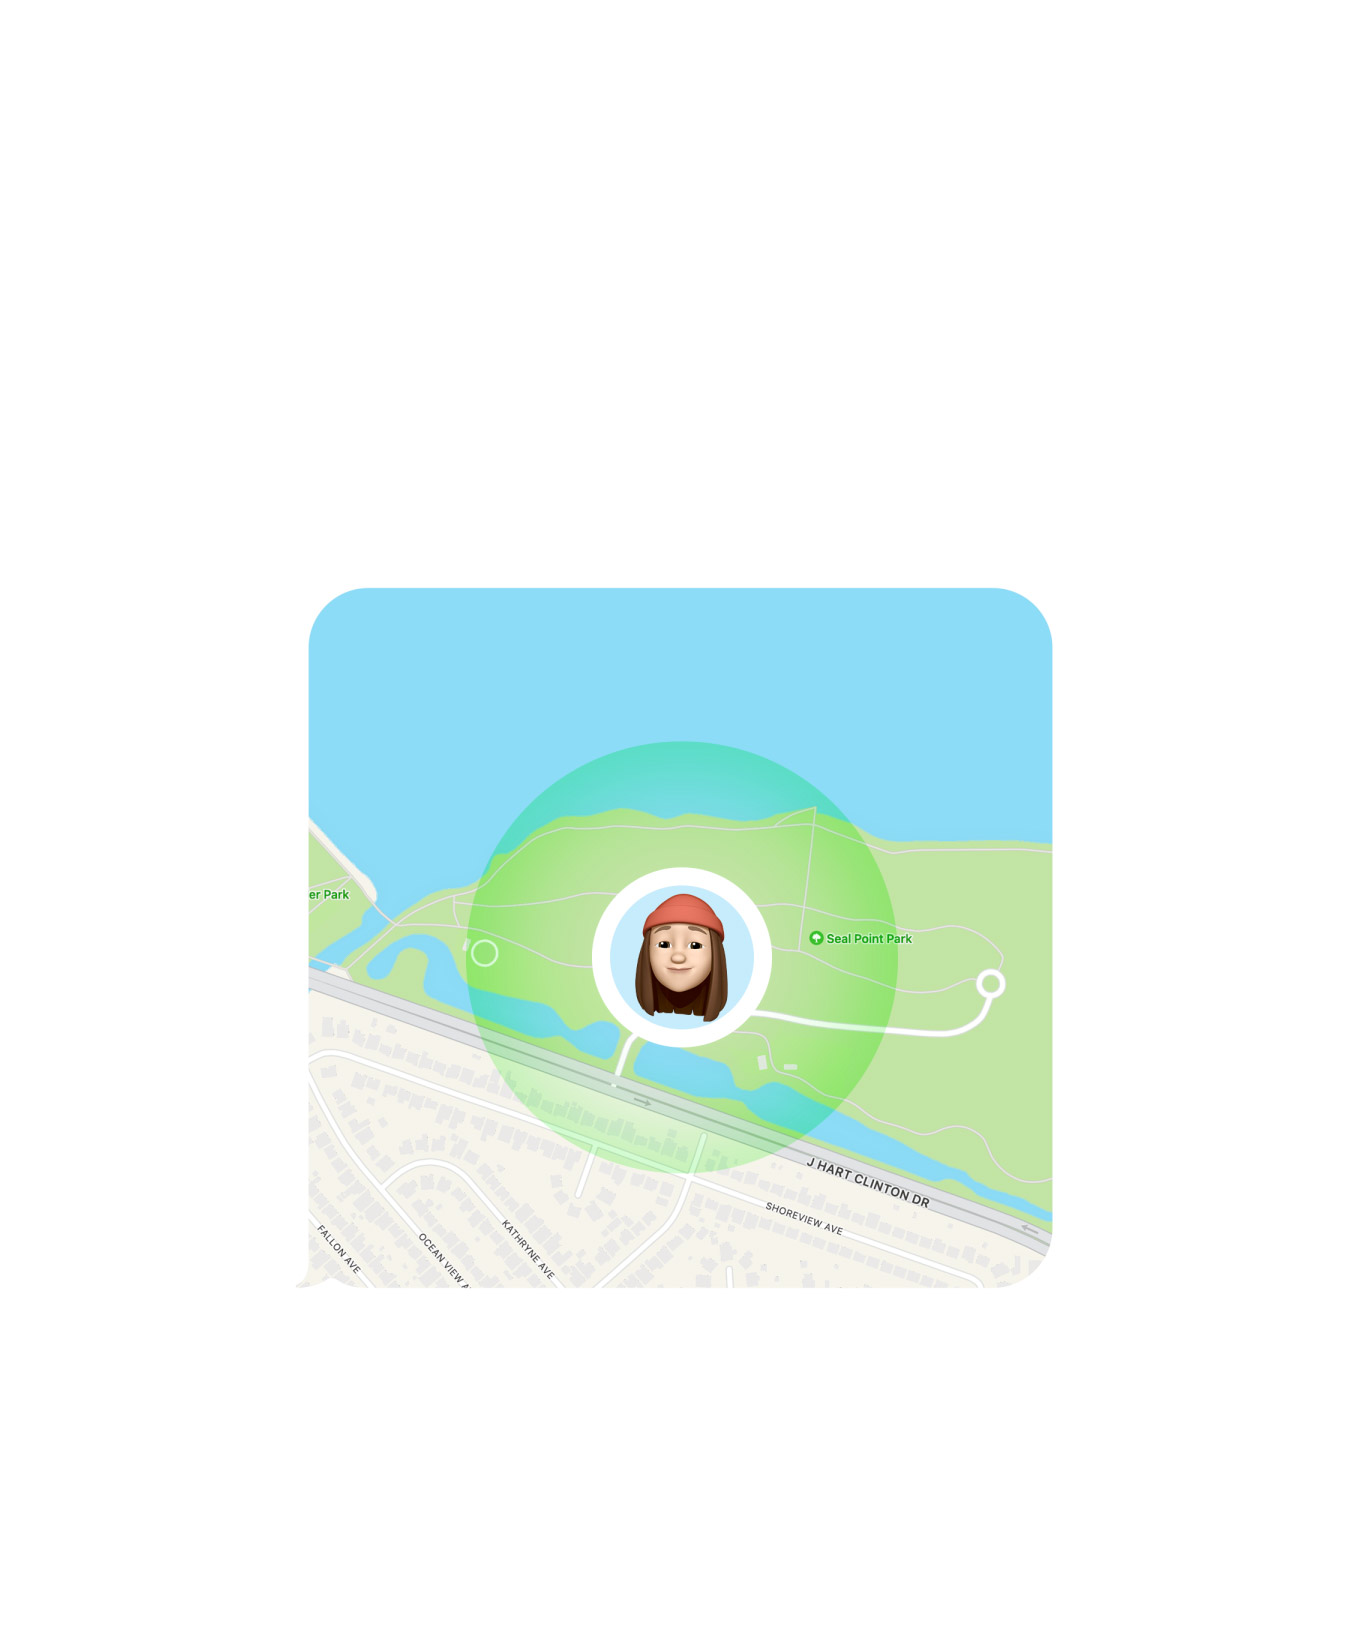 er Park
Seal Point Park
J HART CLINTON DR
SHOREVIEW AVE
KATHRYNE AVE
OCEAN VIEW A
FALLON AVE